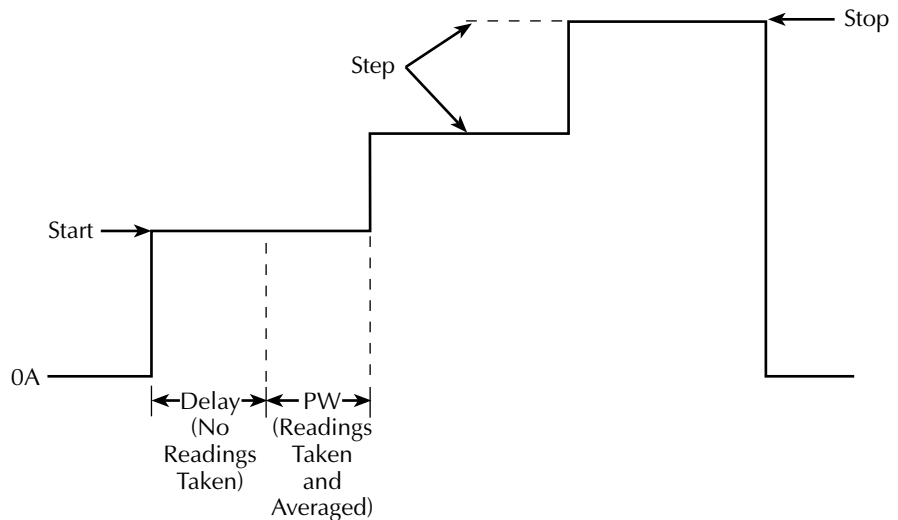 Stop
Step
Start
0A
Delay
(No
Readings
Taken)
PW
(Readings
Taken
and
Averaged)